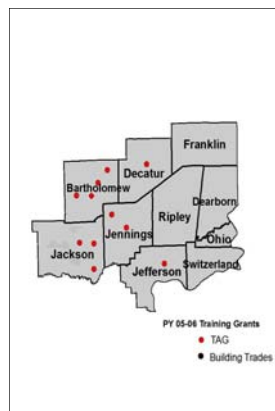 Franklin
Decatur
Bartholomew
Dearborn
Ripley
Jennings
Ohio
Jackson
Switzerland
Jefferson
PY 05-06 Training Grants
TAG
Building Trades